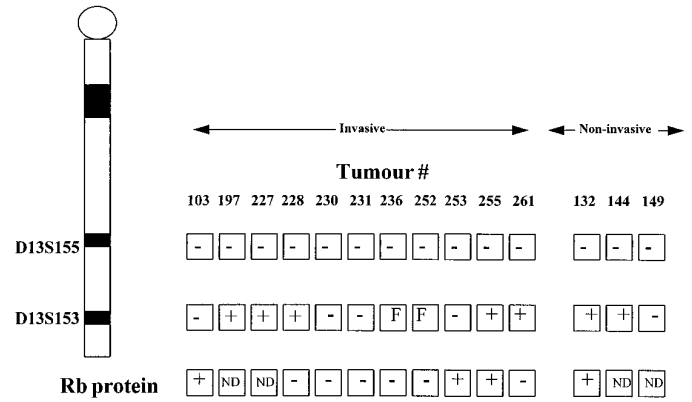 Invasive Non-invasive
Tumour #
103 197 227 228 230 231 236 252 253 255 261 132 144 149
D13S155 - - - - - - - - - - - - - -
D13S153 - + + + - - F F - + + + + -
Rb protein + ND ND - - - - - + + - + ND ND